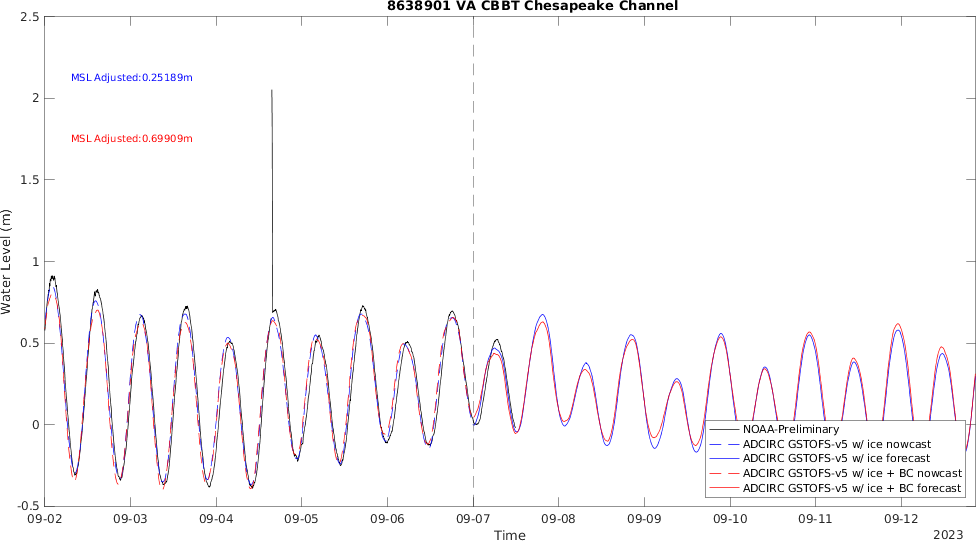 8638901 VA CBBT Chesapeake Channel
2.5
2
1.5
1
0.5
0
-0.5
Water Level (m)
MSL Adjusted:0.25189m
MSL Adjusted:0.69909m
NOAA-Preliminary
ADCIRC GSTOFS-v5 w/ ice nowcast
ADCIRC GSTOFS-v5 w/ ice forecast
ADCIRC GSTOFS-v5 w/ ice + BC nowcast
ADCIRC GSTOFS-v5 w/ ice + BC forecast
09-02 09-03 09-04 09-05 09-06 09-07 09-08 09-09 09-10 09-11 09-12
Time
2023